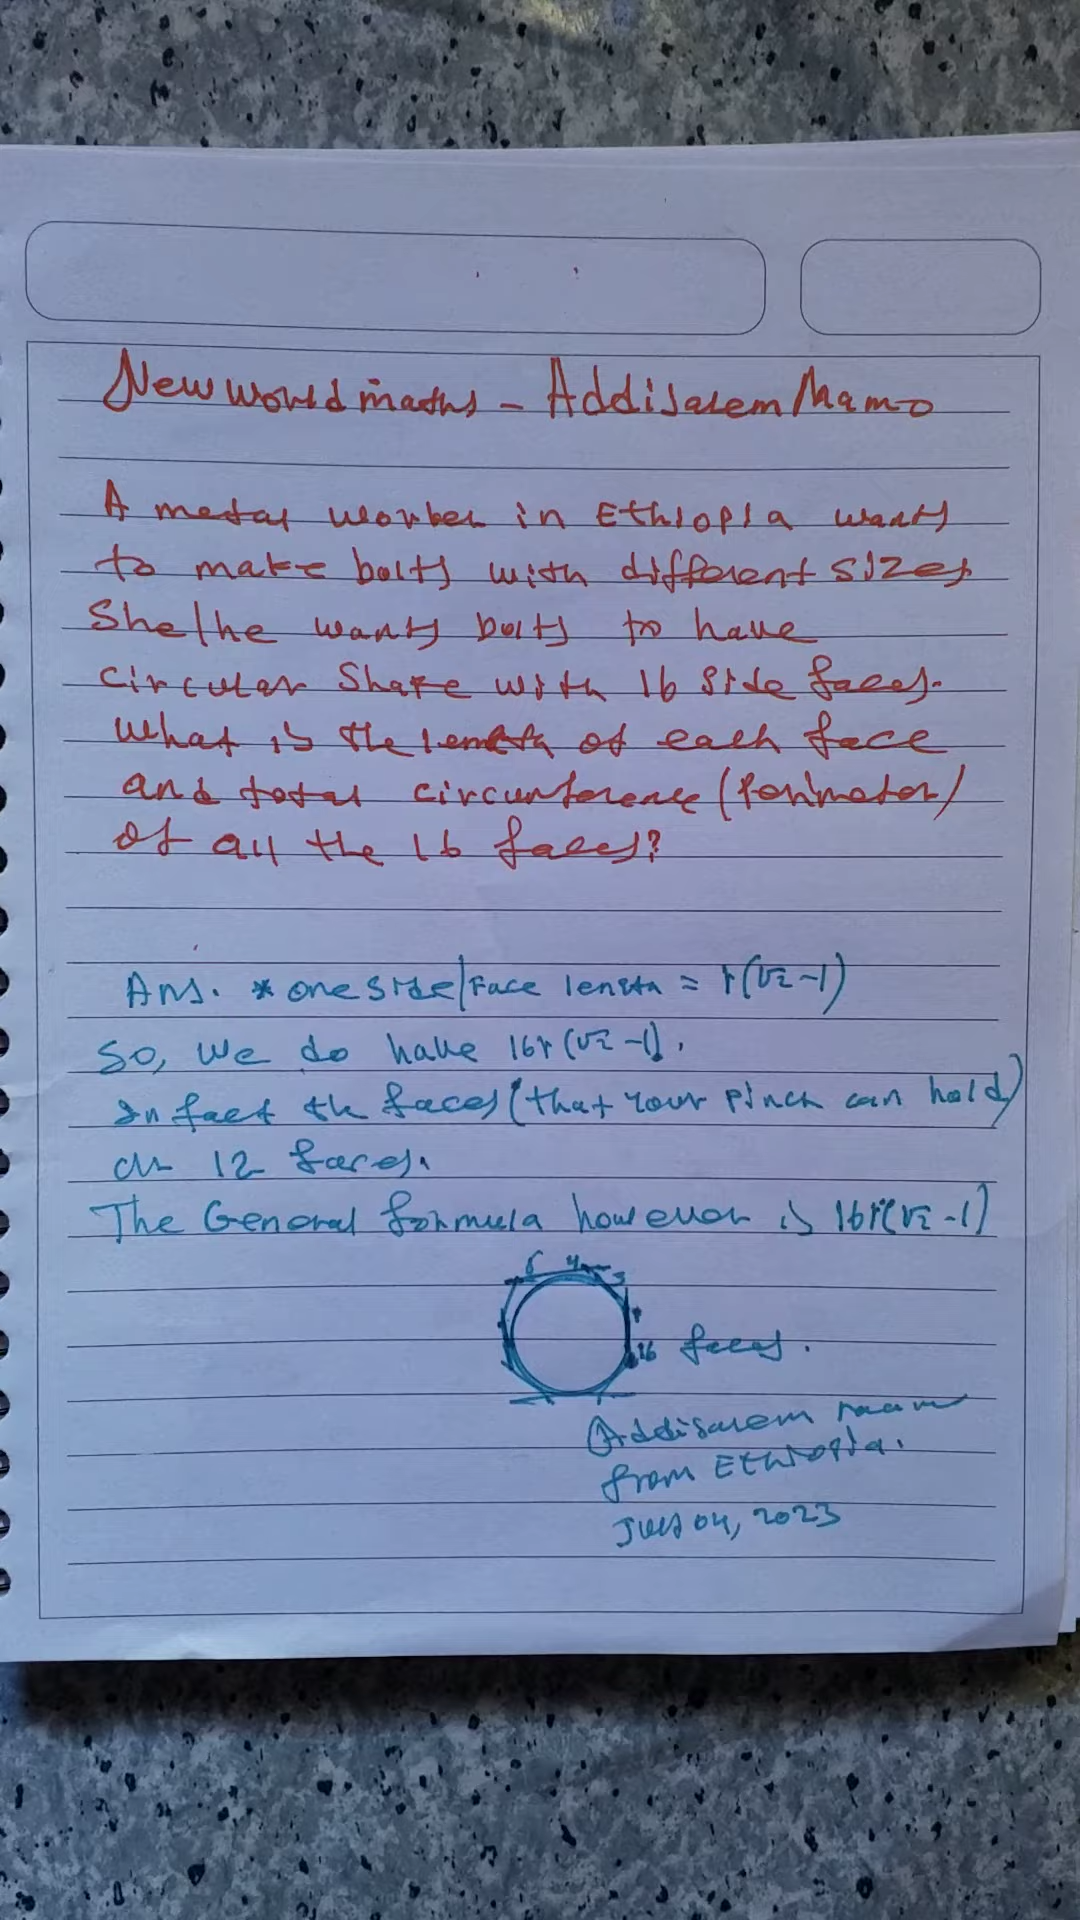 New world maths - Addisalem Mamo
A metal worker in Ethiopia wants
to make bolts with different sizes
She/he wants bolts to have
circular Shape with 16 side faces.
What is the length of each face
and total circumference (Perimeter)
of all the 16 faces?
Ans. * one side/Face length = r(√2-1)
So, we do have 16r(√2-1).
In fact the faces (that your pinch can hold)
12 faces.
The General formula however is 16r(√2-1)
16 faces.
Addisalem
from Ethiopia.
July 04, 2023